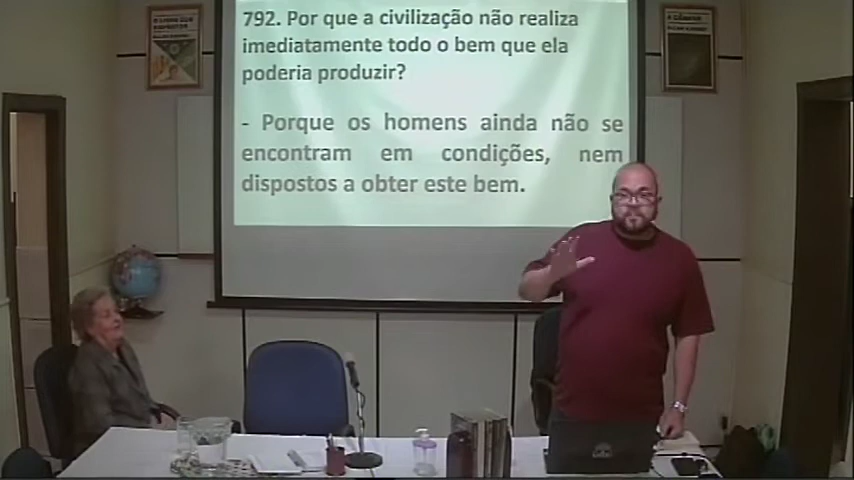 792. Por que a civilização não realiza
imediatamente todo o bem que ela
poderia produzir?
- Porque os homens ainda não se
encontram em condições, nem
dispostos a obter este bem.
A GÊNESE